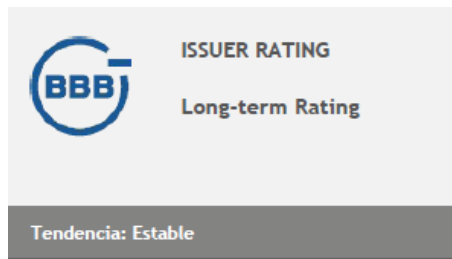 ISSUER RATING
BBB
Long-term Rating
Tendencia: Estable